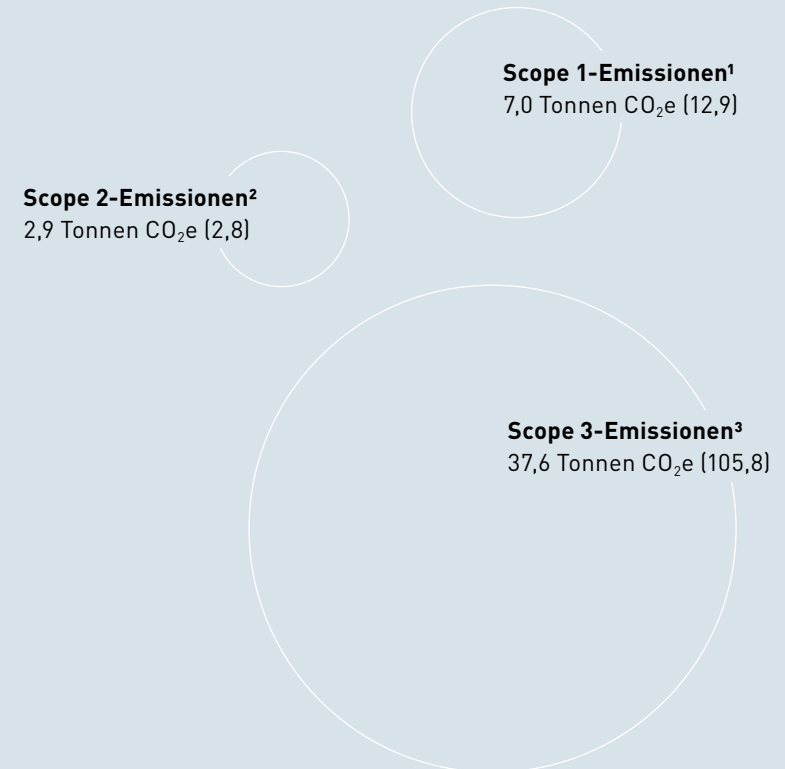 Scope 1-Emissionen¹
7,0 Tonnen CO₂e (12,9)
Scope 2-Emissionen²
2,9 Tonnen CO₂e (2,8)
Scope 3-Emissionen³
37,6 Tonnen CO₂e (105,8)